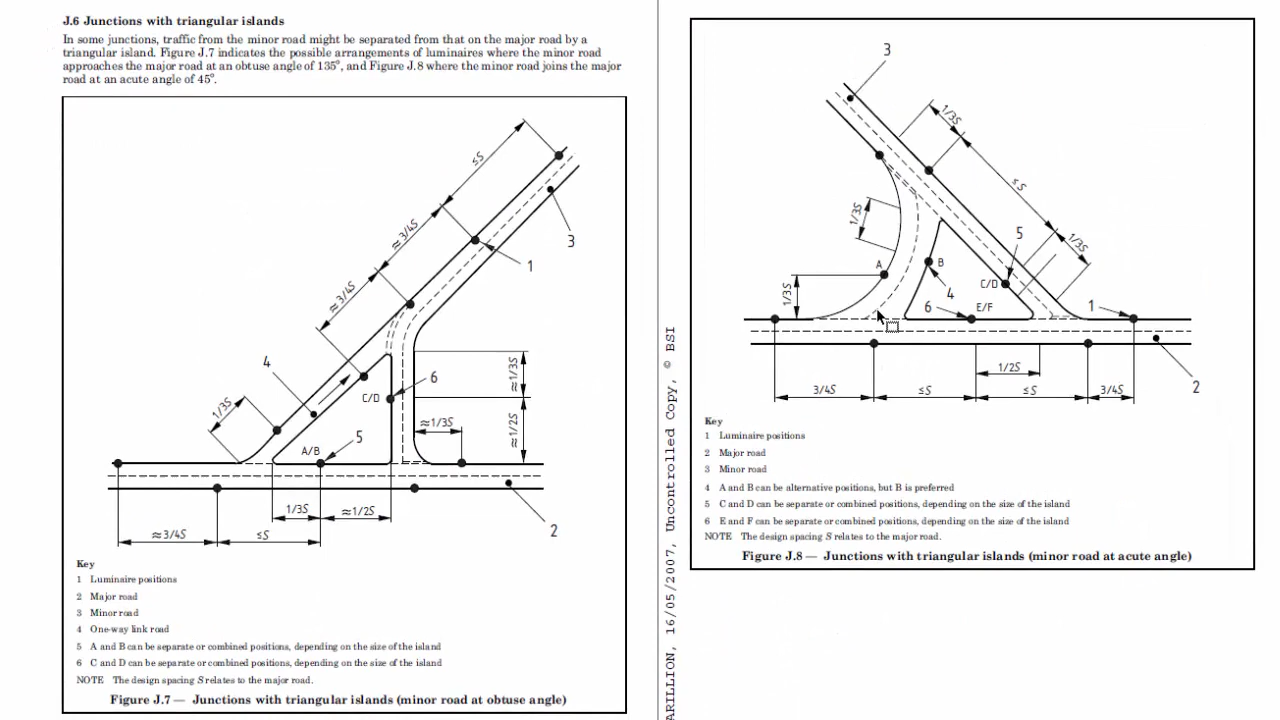 J.6 Junctions with triangular islands
In some junctions, traffic from the minor road might be separated from that on the major road by a
triangular island. Figure J.7 indicates the possible arrangements of luminaires where the minor road
approaches the major road at an obtuse angle of 135°, and Figure J.8 where the minor road joins the major
road at an acute angle of 45°.
≤S
≈3/4S
≈3/4S
3
1
4
1/3S
6
C/D
≈1/3S
≈1/3S
≈1/2S
5
A/B
1/3S
≈1/2S
≈3/4S
≤S
2
Key
1 Luminaire positions
2 Major road
3 Minor road
4 One-way link road
5 A and B can be separate or combined positions, depending on the size of the island
6 C and D can be separate or combined positions, depending on the size of the island
NOTE The design spacing S relates to the major road.
Figure J.7 — Junctions with triangular islands (minor road at obtuse angle)
ARILLION, 16/05/2007, Uncontrolled Copy, © BSI
3
1/3S
≤S
1/3S
5
1/3S
A
B
C/D
4
1/3S
6
E/F
1
1/2S
3/4S
≤S
≤S
3/4S
2
Key
1 Luminaire positions
2 Major road
3 Minor road
4 A and B can be alternative positions, but B is preferred
5 C and D can be separate or combined positions, depending on the size of the island
6 E and F can be separate or combined positions, depending on the size of the island
NOTE The design spacing S relates to the major road.
Figure J.8 — Junctions with triangular islands (minor road at acute angle)